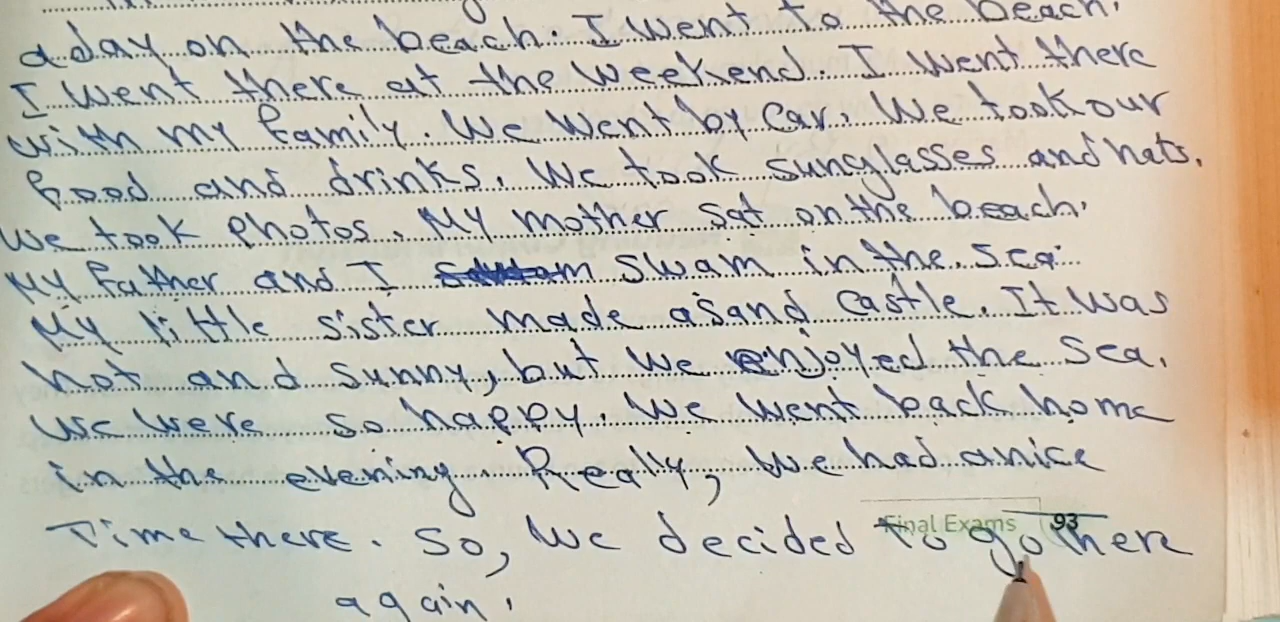 a day on the beach. I went to the beach.
I went there at the weekend. I went there
with my family. We went by car. We took our
food and drinks. We took sunglasses and hats.
We took photos. My mother sat on the beach.
My father and I swam in the sea.
My little sister made a sand castle. It was
hot and sunny, but we enjoyed the sea.
We were so happy. We went back home
in the evening. Really, we had a nice
Time there. So, We decided to go there
Final Exams 93
again.